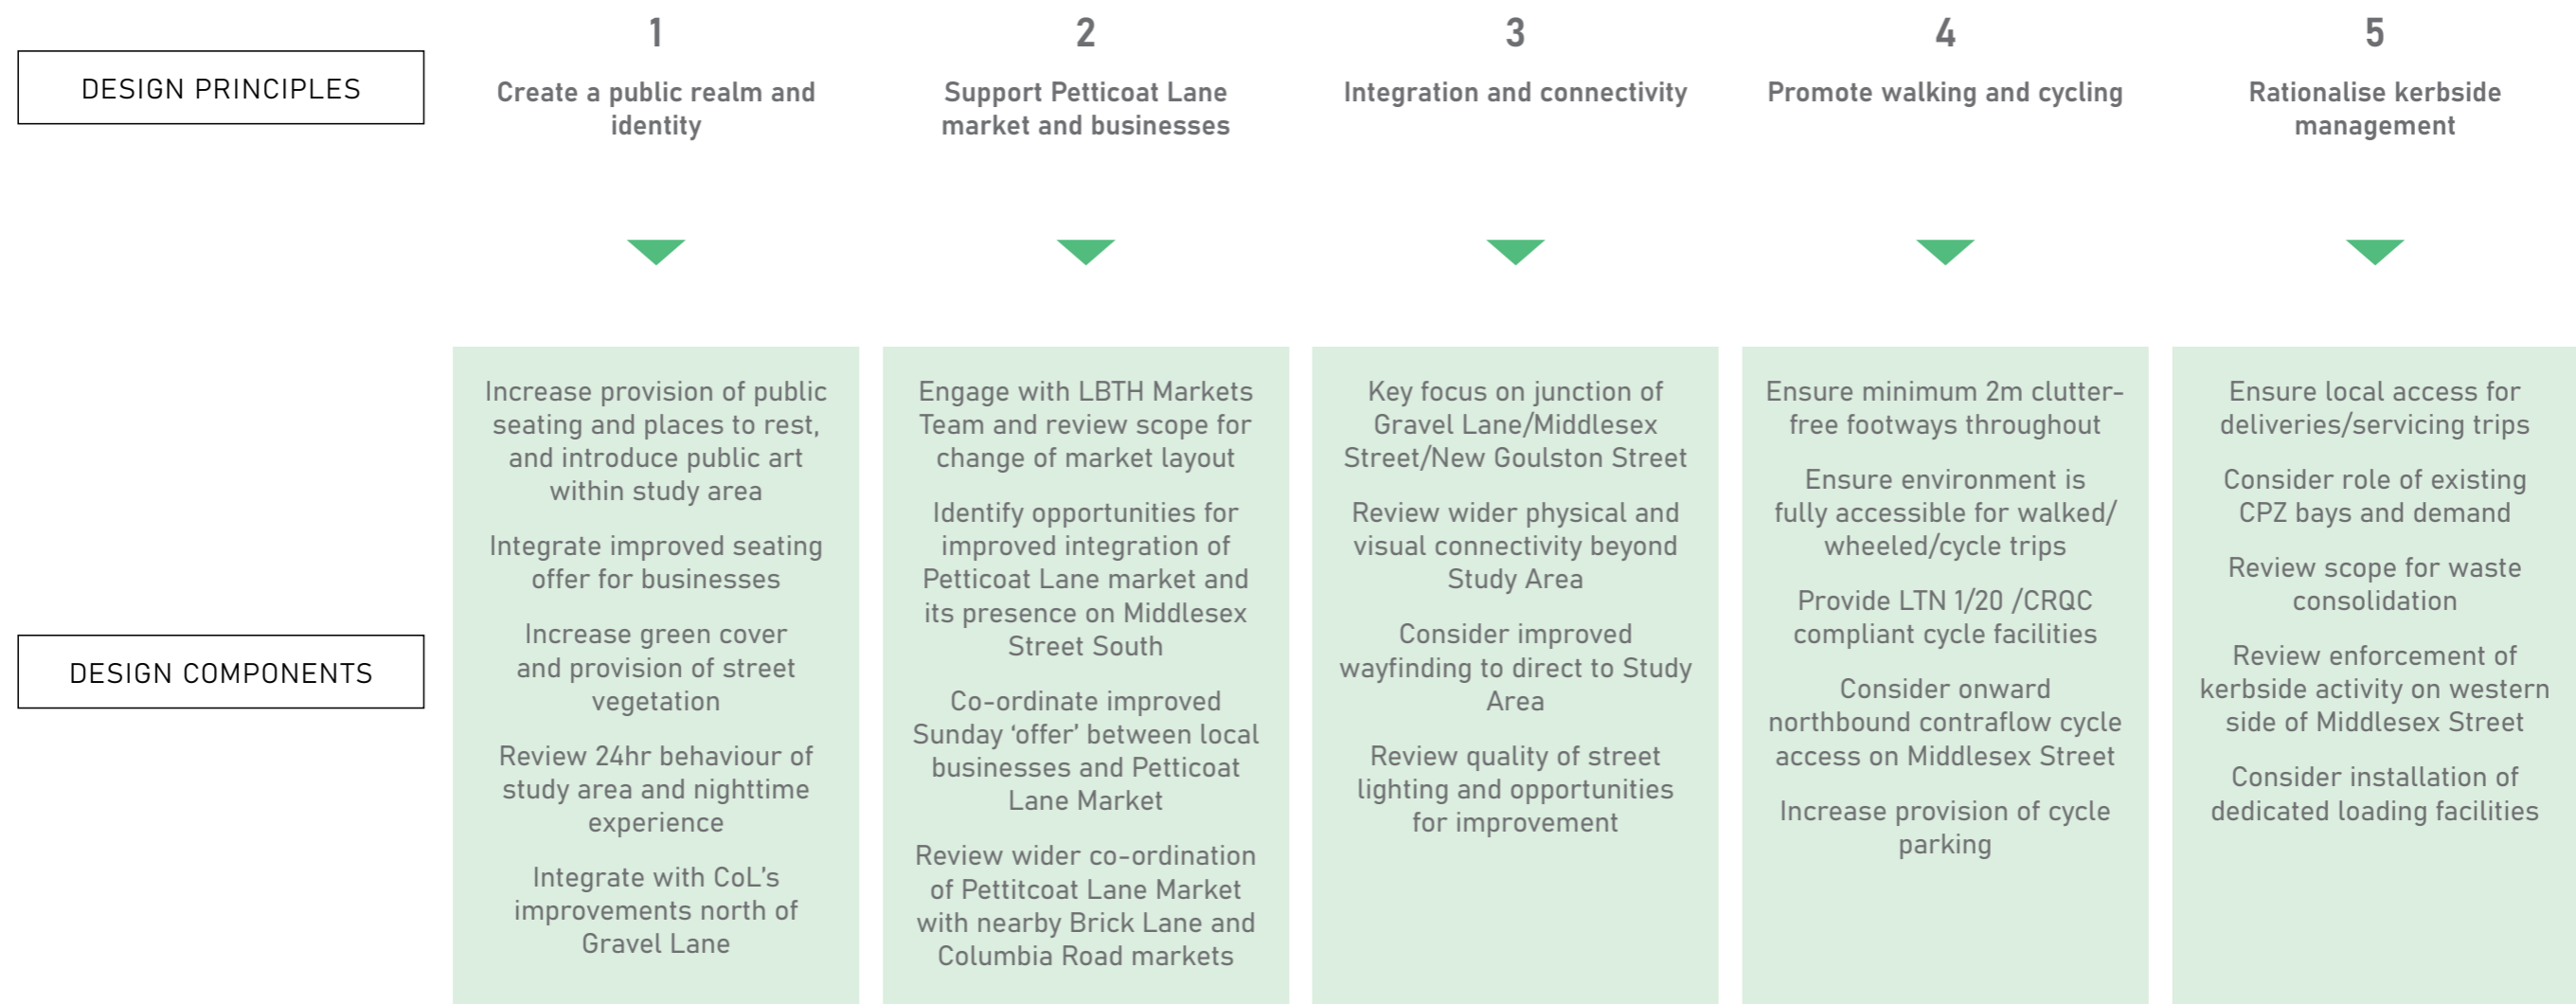 DESIGN PRINCIPLES
1
Create a public realm and
identity
2
Support Petticoat Lane
market and businesses
3
Integration and connectivity
4
Promote walking and cycling
5
Rationalise kerbside
management
DESIGN COMPONENTS
Increase provision of public
seating and places to rest,
and introduce public art
within study area
Integrate improved seating
offer for businesses
Increase green cover
and provision of street
vegetation
Review 24hr behaviour of
study area and nighttime
experience
Integrate with CoL's
improvements north of
Gravel Lane
Engage with LBTH Markets
Team and review scope for
change of market layout
Identify opportunities for
improved integration of
Petticoat Lane market and
its presence on Middlesex
Street South
Co-ordinate improved
Sunday ‘offer’ between local
businesses and Petticoat
Lane Market
Review wider co-ordination
of Pettitcoat Lane Market
with nearby Brick Lane and
Columbia Road markets
Key focus on junction of
Gravel Lane/Middlesex
Street/New Goulston Street
Review wider physical and
visual connectivity beyond
Study Area
Consider improved
wayfinding to direct to Study
Area
Review quality of street
lighting and opportunities
for improvement
Ensure minimum 2m clutter-
free footways throughout
Ensure environment is
fully accessible for walked/
wheeled/cycle trips
Provide LTN 1/20 /CRQC
compliant cycle facilities
Consider onward
northbound contraflow cycle
access on Middlesex Street
Increase provision of cycle
parking
Ensure local access for
deliveries/servicing trips
Consider role of existing
CPZ bays and demand
Review scope for waste
consolidation
Review enforcement of
kerbside activity on western
side of Middlesex Street
Consider installation of
dedicated loading facilities